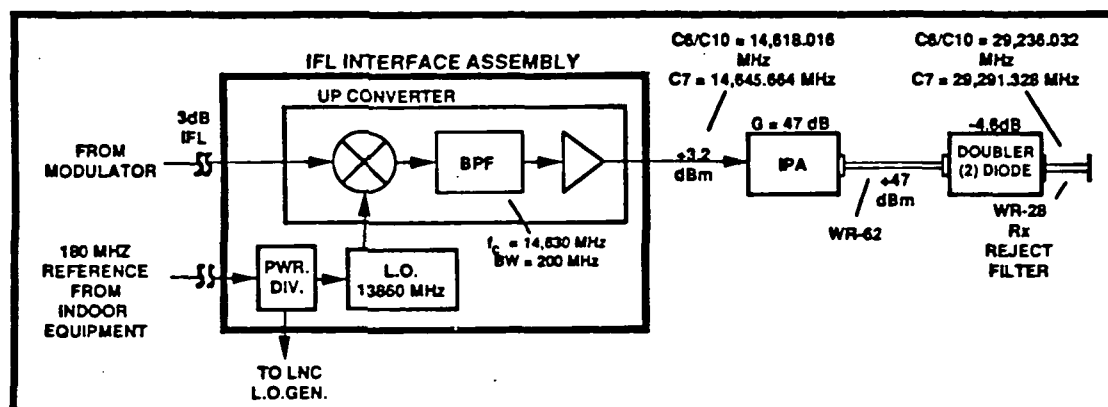 IFL INTERFACE ASSEMBLY
UP CONVERTER
3dB
IFL
FROM
MODULATOR
BPF
f_c = 14,630 MHz
BW = 200 MHz
180 MHZ
REFERENCE
FROM
INDOOR
EQUIPMENT
PWR.
DIV.
L.O.
13860 MHz
TO LNC
L.O.GEN.
C6/C10 = 14,618.016
MHz
C7 = 14,645.664 MHz
+3.2
dBm
G = 47 dB
IPA
+47
dBm
WR-62
C6/C10 = 29,236.032
MHz
C7 = 29,291.328 MHz
-4.6dB
DOUBLER
(2) DIODE
WR-28
Rx
REJECT
FILTER